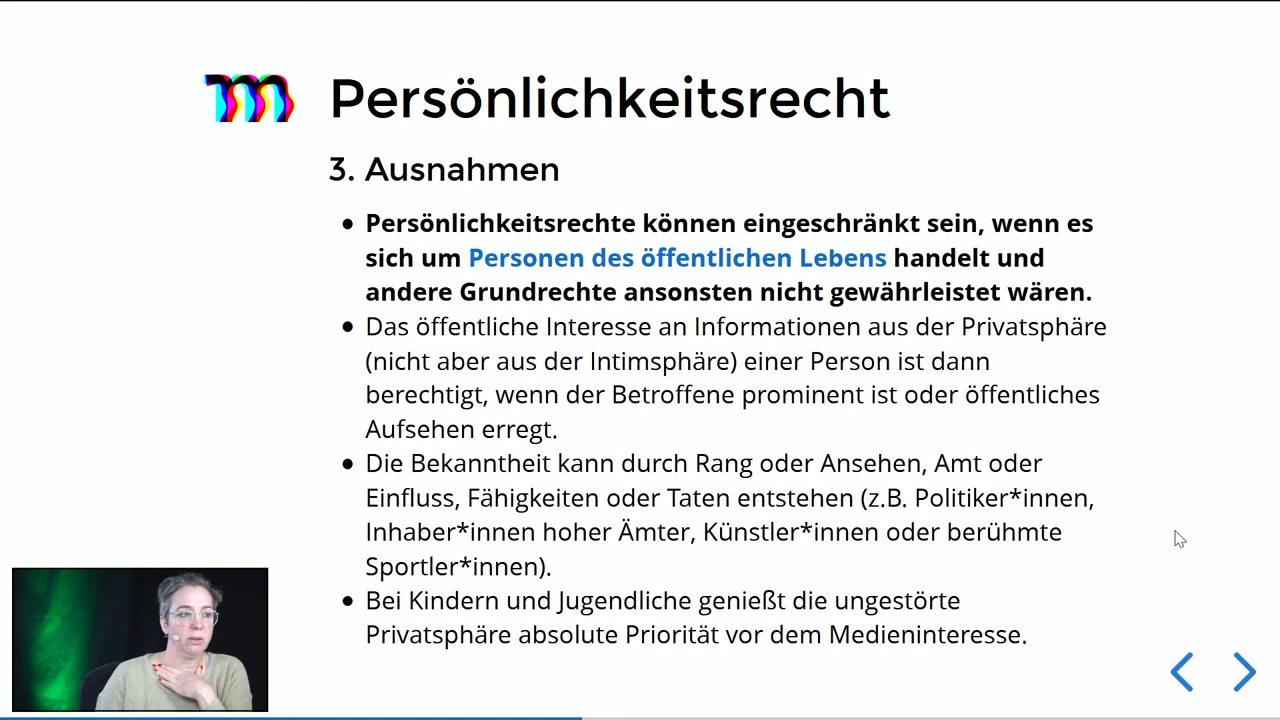 m Persönlichkeitsrecht
3. Ausnahmen
• Persönlichkeitsrechte können eingeschränkt sein, wenn es
sich um Personen des öffentlichen Lebens handelt und
andere Grundrechte ansonsten nicht gewährleistet wären.
• Das öffentliche Interesse an Informationen aus der Privatsphäre
(nicht aber aus der Intimsphäre) einer Person ist dann
berechtigt, wenn der Betroffene prominent ist oder öffentliches
Aufsehen erregt.
• Die Bekanntheit kann durch Rang oder Ansehen, Amt oder
Einfluss, Fähigkeiten oder Taten entstehen (z.B. Politiker*innen,
Inhaber*innen hoher Ämter, Künstler*innen oder berühmte
Sportler*innen).
• Bei Kindern und Jugendliche genießt die ungestörte
Privatsphäre absolute Priorität vor dem Medieninteresse.